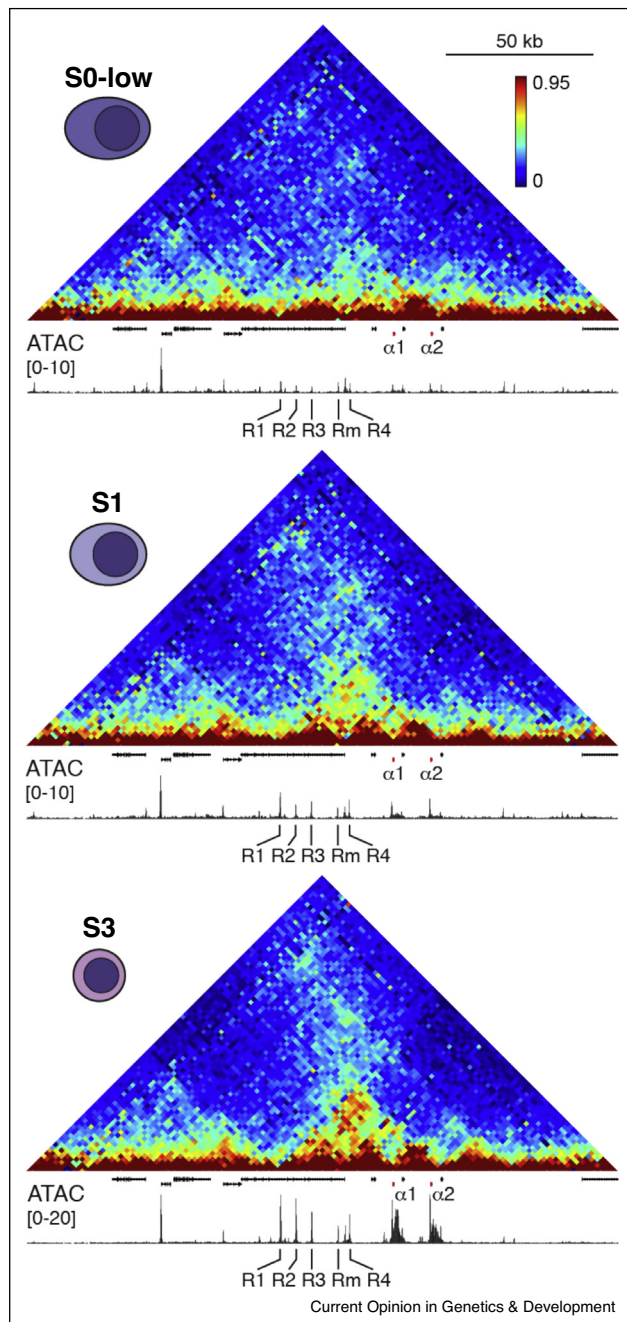 50 kb
S0-low
0.95
0
ATAC
[0-10]
α1 α2
R1 R2 R3 Rm R4
S1
ATAC
[0-10]
α1 α2
R1 R2 R3 Rm R4
S3
ATAC
[0-20]
α1 α2
R1 R2 R3 Rm R4
Current Opinion in Genetics & Development